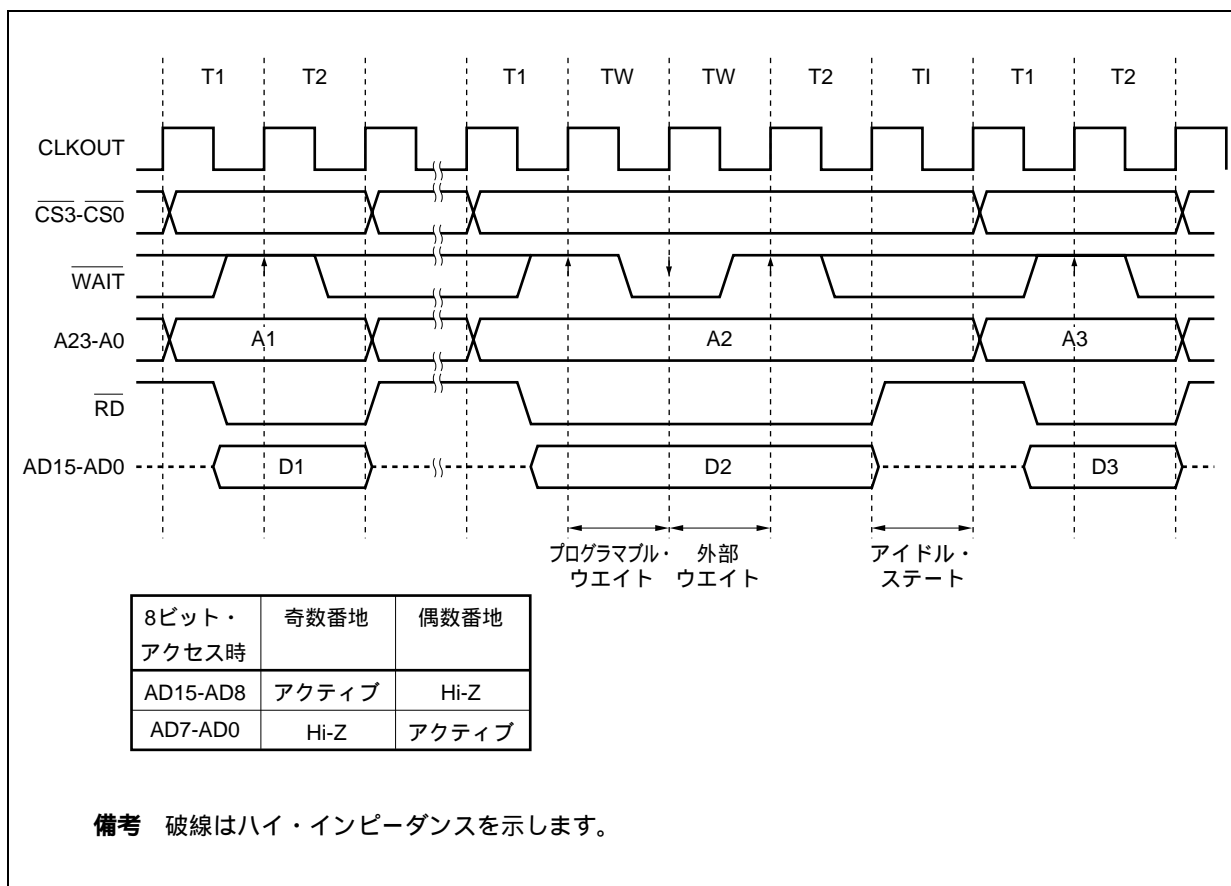 T1 T2 T1 TW TW T2 TI T1 T2
CLKOUT
CS3-CS0
WAIT
A23-A0 A1 A2 A3
RD
AD15-AD0 D1 D2 D3
プログラマブル・ウエイト
外部ウエイト
アイドル・ステート
8ビット・アクセス時 奇数番地 偶数番地
AD15-AD8 アクティブ Hi-Z
AD7-AD0 Hi-Z アクティブ
備考 破線はハイ・インピーダンスを示します。